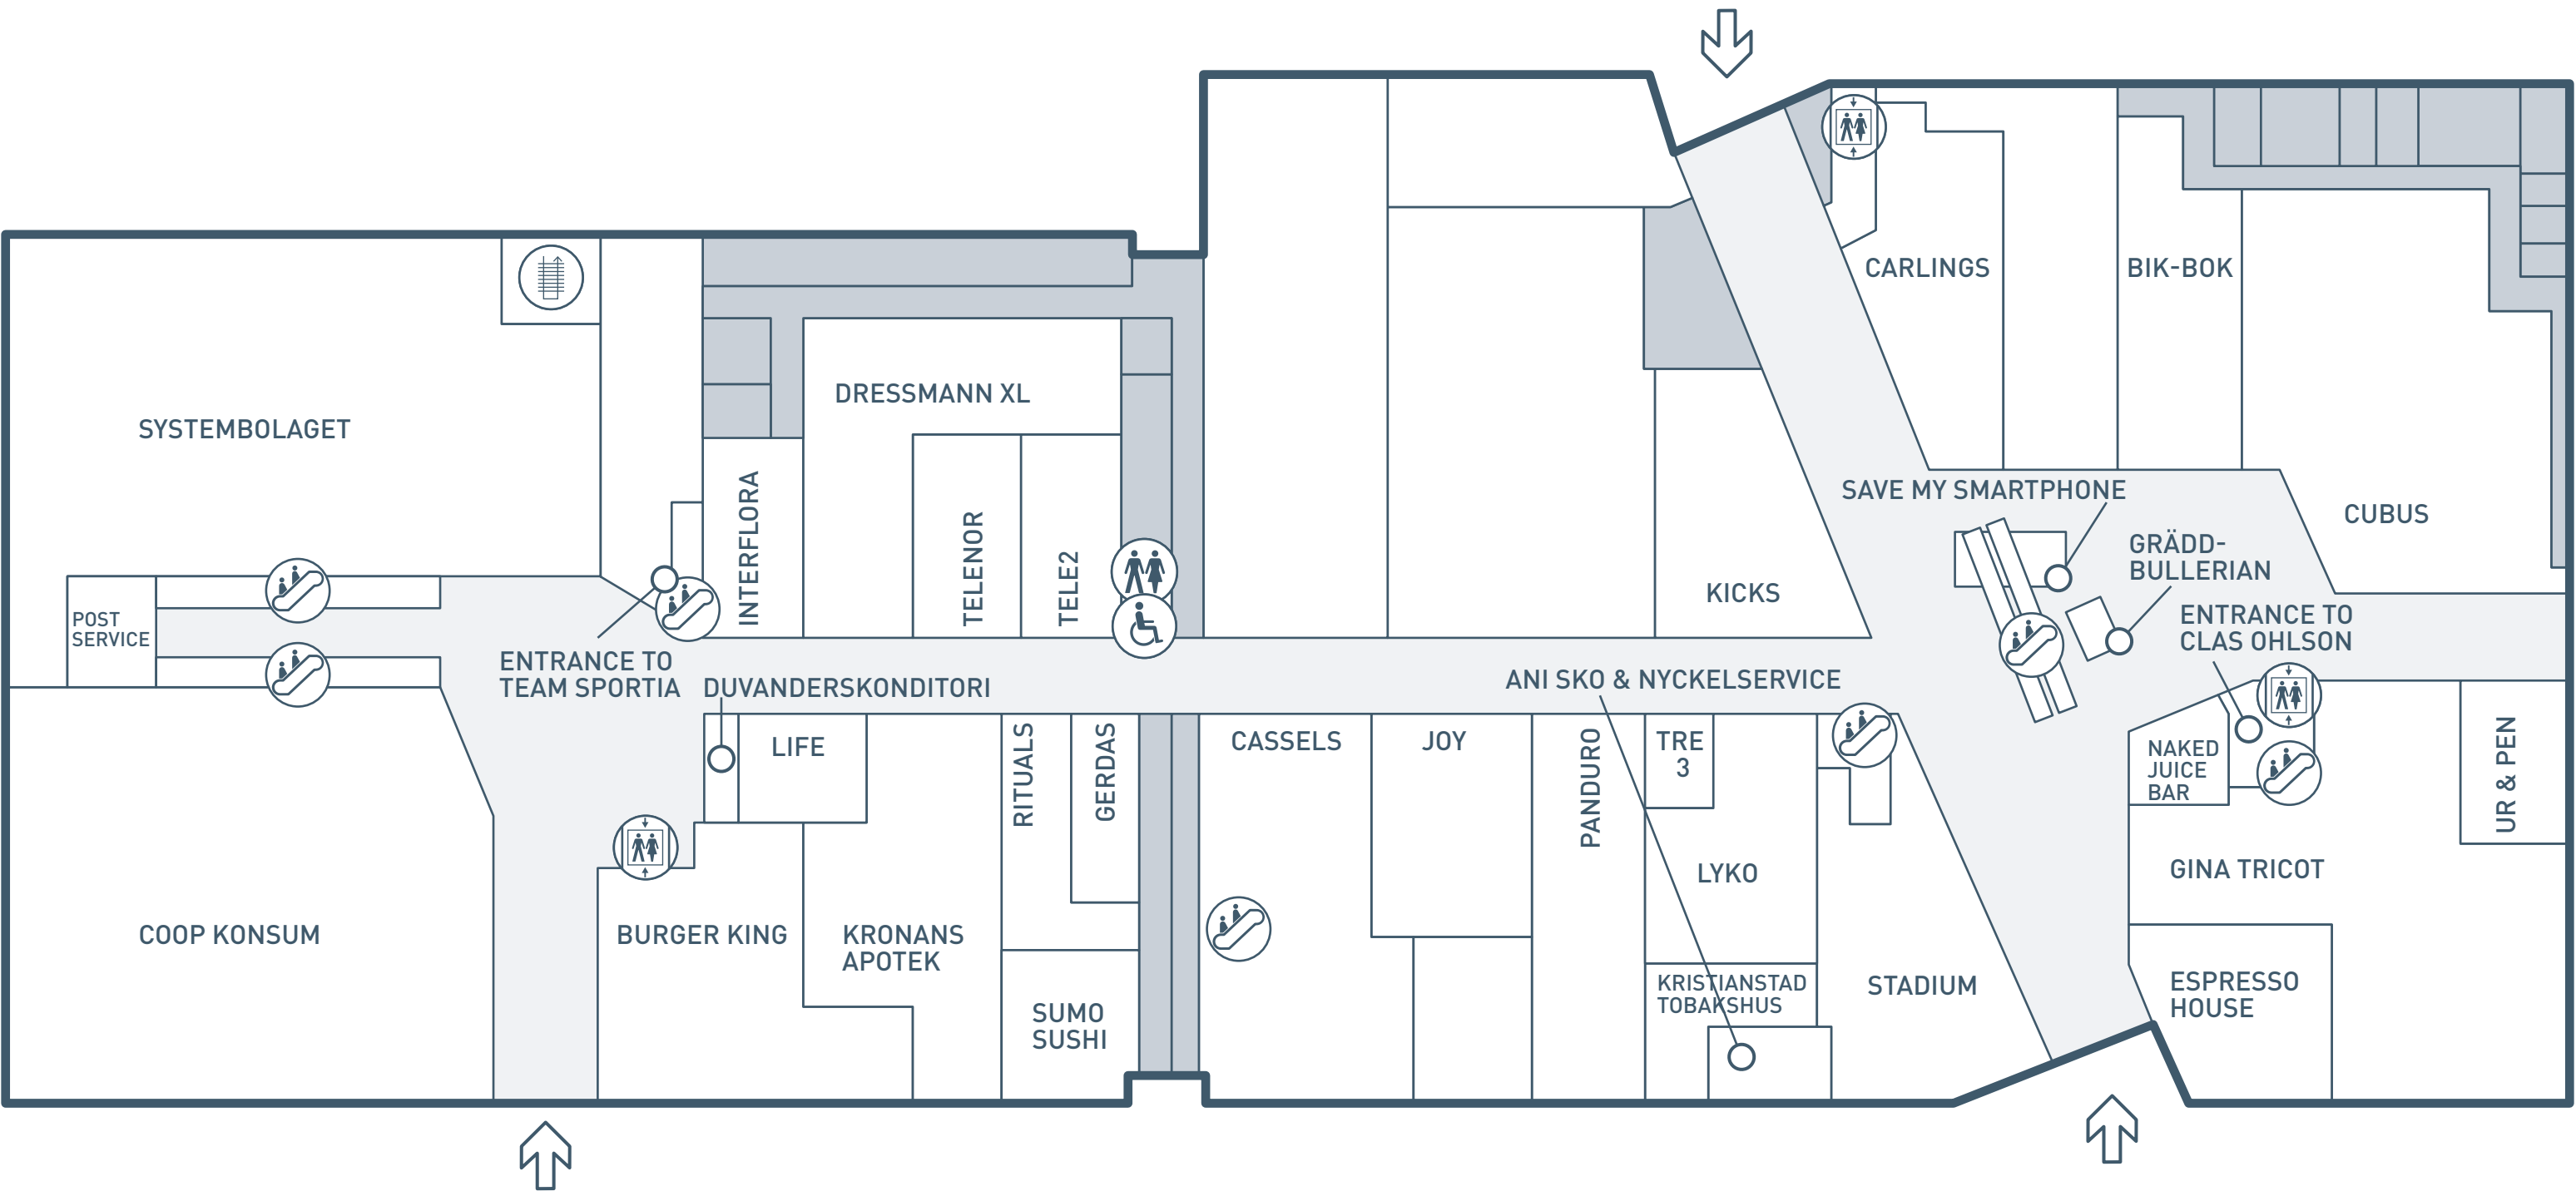 CARLINGS
BIK-BOK
DRESSMANN XL
SYSTEMBOLAGET
INTERFLORA
TELENOR
TELE2
SAVE MY SMARTPHONE
CUBUS
GRÄDD-
BULLERIAN
KICKS
POST
SERVICE
ENTRANCE TO
CLAS OHLSON
ENTRANCE TO
TEAM SPORTIA
DUVANDERSKONDITORI
ANI SKO & NYCKELSERVICE
LIFE
RITUALS
GERDAS
CASSELS
JOY
PANDURO
TRE
3
NAKED
JUICE
BAR
UR & PEN
LYKO
GINA TRICOT
COOP KONSUM
BURGER KING
KRONANS
APOTEK
KRISTIANSTAD
TOBAKSHUS
STADIUM
ESPRESSO
HOUSE
SUMO
SUSHI